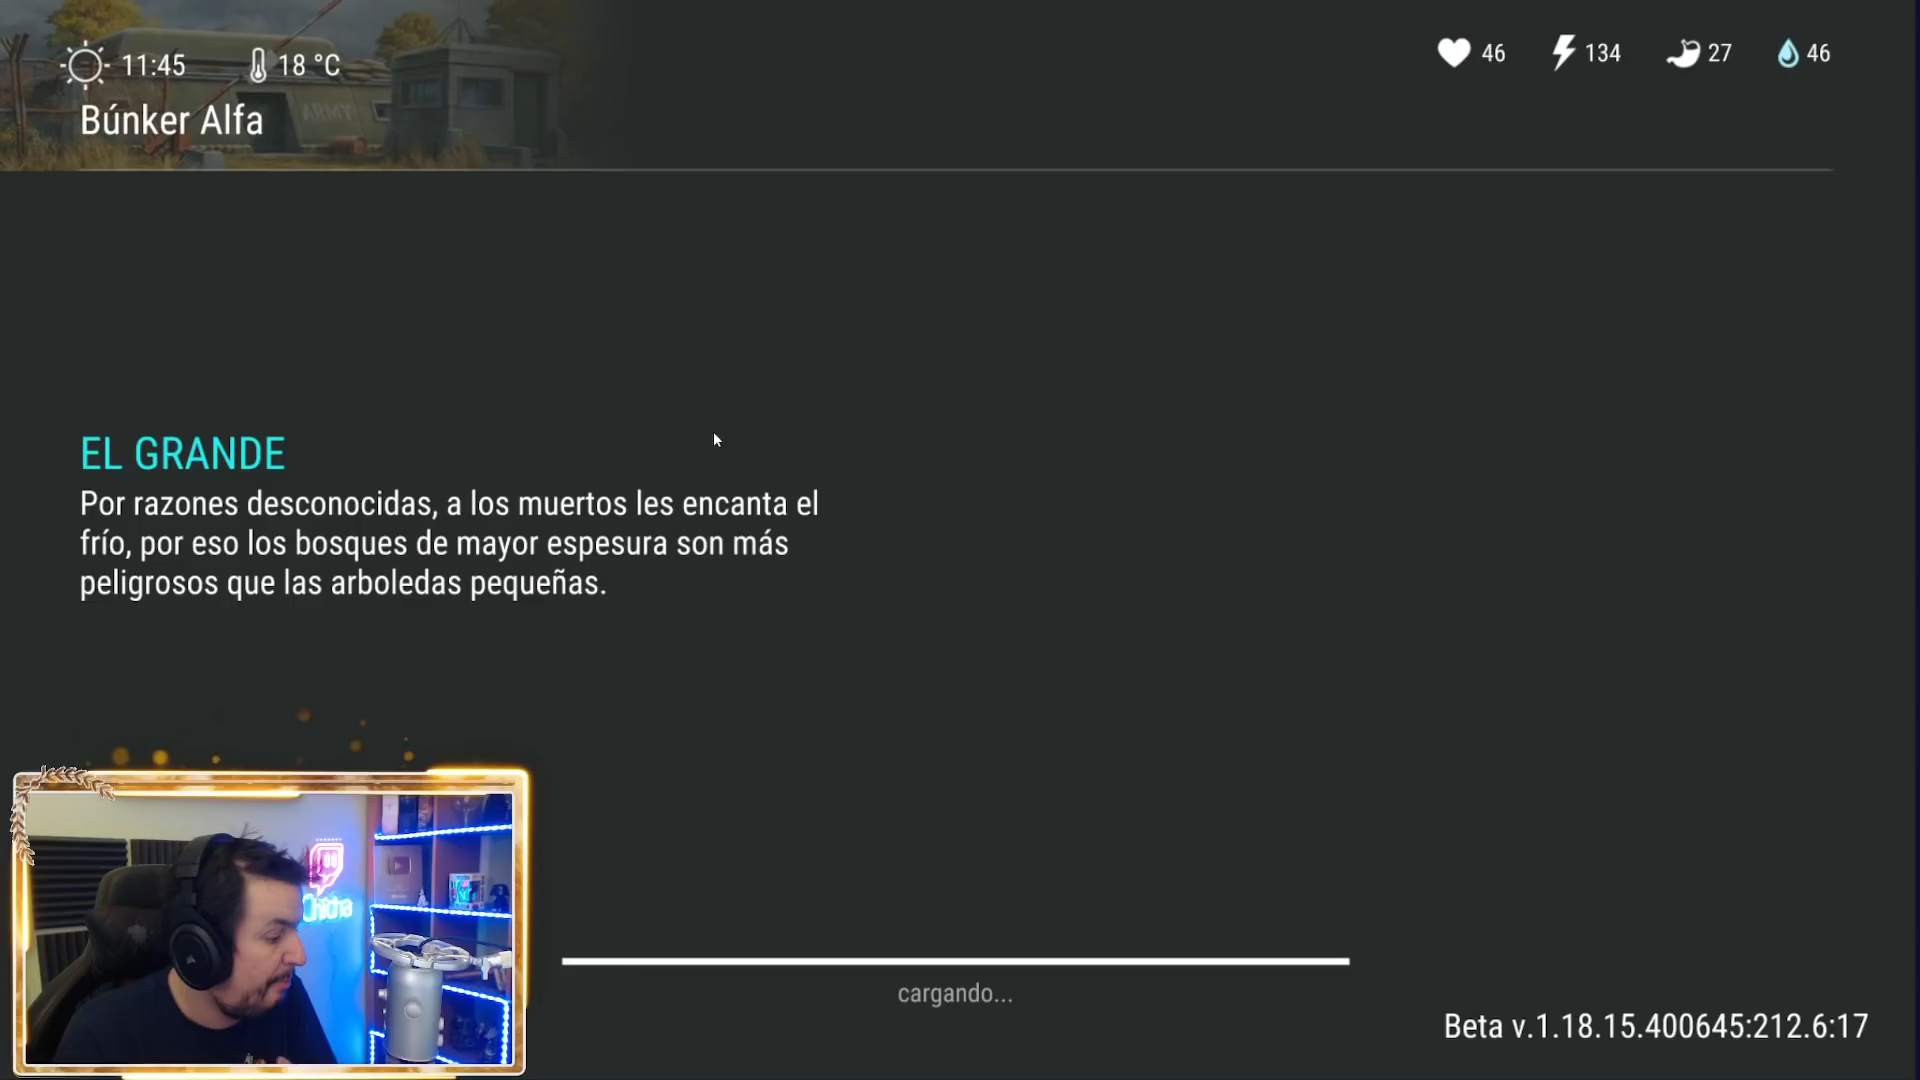 11:45
18 °C
46
134
27
46
ARMY
Búnker Alfa
EL GRANDE
Por razones desconocidas, a los muertos les encanta el
frío, por eso los bosques de mayor espesura son más
peligrosos que las arboledas pequeñas.
Chicha
cargando...
Beta v.1.18.15.400645:212.6:17